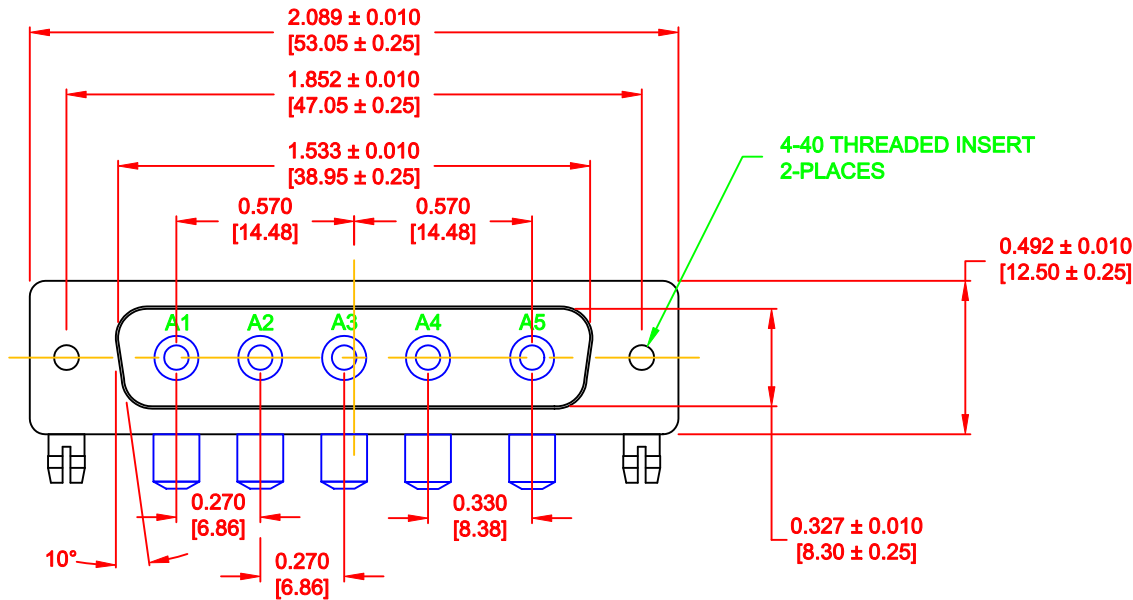 2.089 ± 0.010
[53.05 ± 0.25]
1.852 ± 0.010
[47.05 ± 0.25]
1.533 ± 0.010
[38.95 ± 0.25]
4-40 THREADED INSERT
2-PLACES
0.570
[14.48]
0.570
[14.48]
0.492 ± 0.010
[12.50 ± 0.25]
A1 A2 A3 A4 A5
0.270
[6.86]
0.330
[8.38]
0.327 ± 0.010
[8.30 ± 0.25]
10°
0.270
[6.86]